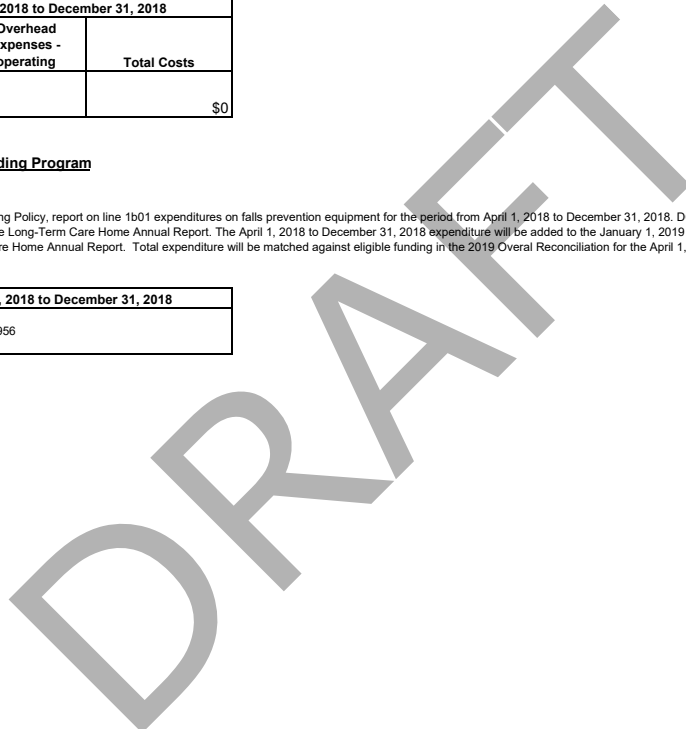 2018 to December 31, 2018
Overhead
xpenses -
operating
Total Costs
$0
ding Program
ng Policy, report on line 1b01 expenditures on falls prevention equipment for the period from April 1, 2018 to December 31, 2018. D
e Long-Term Care Home Annual Report. The April 1, 2018 to December 31, 2018 expenditure will be added to the January 1, 2019
re Home Annual Report. Total expenditure will be matched against eligible funding in the 2019 Overal Reconciliation for the April 1,
, 2018 to December 31, 2018
956
DRAFT